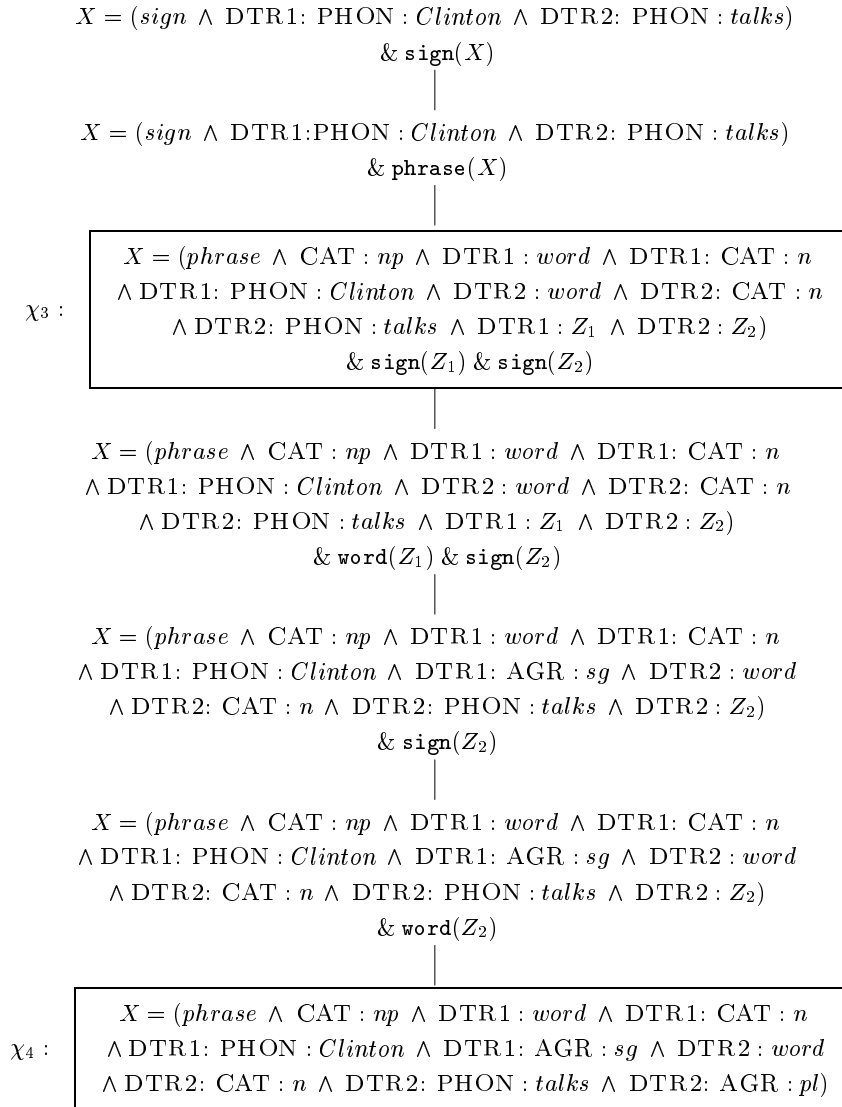 X = (sign ∧ DTR1: PHON : Clinton ∧ DTR2: PHON : talks)
& sign(X)
X = (sign ∧ DTR1:PHON : Clinton ∧ DTR2: PHON : talks)
& phrase(X)
X = (phrase ∧ CAT : np ∧ DTR1 : word ∧ DTR1: CAT : n
χ₃ : ∧ DTR1: PHON : Clinton ∧ DTR2 : word ∧ DTR2: CAT : n
∧ DTR2: PHON : talks ∧ DTR1 : Z₁ ∧ DTR2 : Z₂)
& sign(Z₁) & sign(Z₂)
X = (phrase ∧ CAT : np ∧ DTR1 : word ∧ DTR1: CAT : n
∧ DTR1: PHON : Clinton ∧ DTR2 : word ∧ DTR2: CAT : n
∧ DTR2: PHON : talks ∧ DTR1 : Z₁ ∧ DTR2 : Z₂)
& word(Z₁) & sign(Z₂)
X = (phrase ∧ CAT : np ∧ DTR1 : word ∧ DTR1: CAT : n
∧ DTR1: PHON : Clinton ∧ DTR1: AGR : sg ∧ DTR2 : word
∧ DTR2: CAT : n ∧ DTR2: PHON : talks ∧ DTR2 : Z₂)
& sign(Z₂)
X = (phrase ∧ CAT : np ∧ DTR1 : word ∧ DTR1: CAT : n
∧ DTR1: PHON : Clinton ∧ DTR1: AGR : sg ∧ DTR2 : word
∧ DTR2: CAT : n ∧ DTR2: PHON : talks ∧ DTR2 : Z₂)
& word(Z₂)
X = (phrase ∧ CAT : np ∧ DTR1 : word ∧ DTR1: CAT : n
χ₄ : ∧ DTR1: PHON : Clinton ∧ DTR1: AGR : sg ∧ DTR2 : word
∧ DTR2: CAT : n ∧ DTR2: PHON : talks ∧ DTR2: AGR : pl)